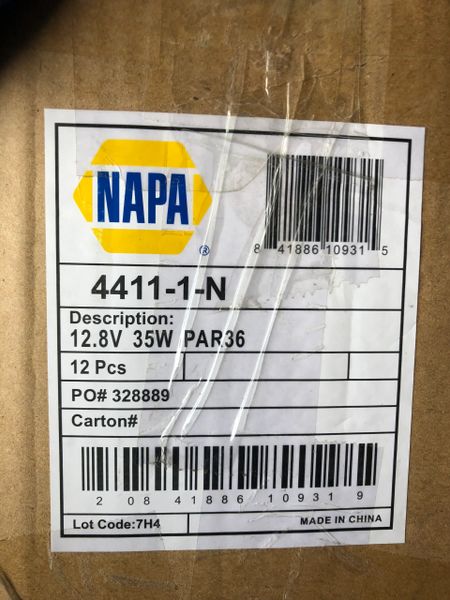 NAPA
®
8 41886 10931 5
4411-1-N
Description:
12.8V 35W PAR36
12 Pcs
PO# 328889
Carton#
2 08 41886 10931 9
Lot Code:7H4
MADE IN CHINA